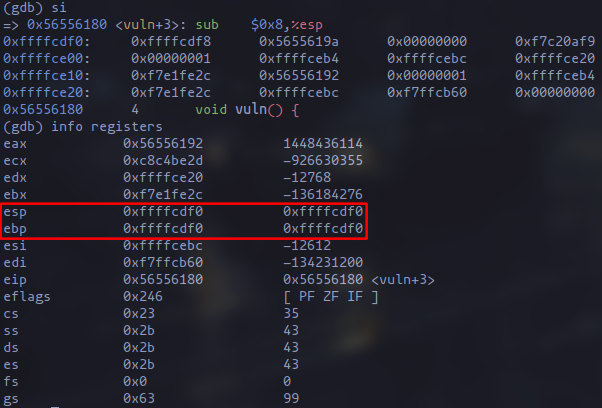 (gdb) si
=> 0x56556180 <vuln+3>: sub    $0x8,%esp
0xffffcdf0:     0xffffcdf8      0x5655619a      0x00000000      0xf7c20af9
0xffffce00:     0x00000001      0xffffceb4      0xffffcebc      0xffffce20
0xffffce10:     0xf7e1fe2c      0x56556192      0x00000001      0xffffceb4
0xffffce20:     0xf7e1fe2c      0xffffcebc      0xf7ffcb60      0x00000000
0x56556180      4       void vuln() {
(gdb) info registers
eax            0x56556192          1448436114
ecx            0xc8c4be2d          -926630355
edx            0xffffce20          -12768
ebx            0xf7e1fe2c          -136184276
esp            0xffffcdf0          0xffffcdf0
ebp            0xffffcdf0          0xffffcdf0
esi            0xffffcebc          -12612
edi            0xf7ffcb60          -134231200
eip            0x56556180          0x56556180 <vuln+3>
eflags         0x246               [ PF ZF IF ]
cs             0x23                35
ss             0x2b                43
ds             0x2b                43
es             0x2b                43
fs             0x0                 0
gs             0x63                99